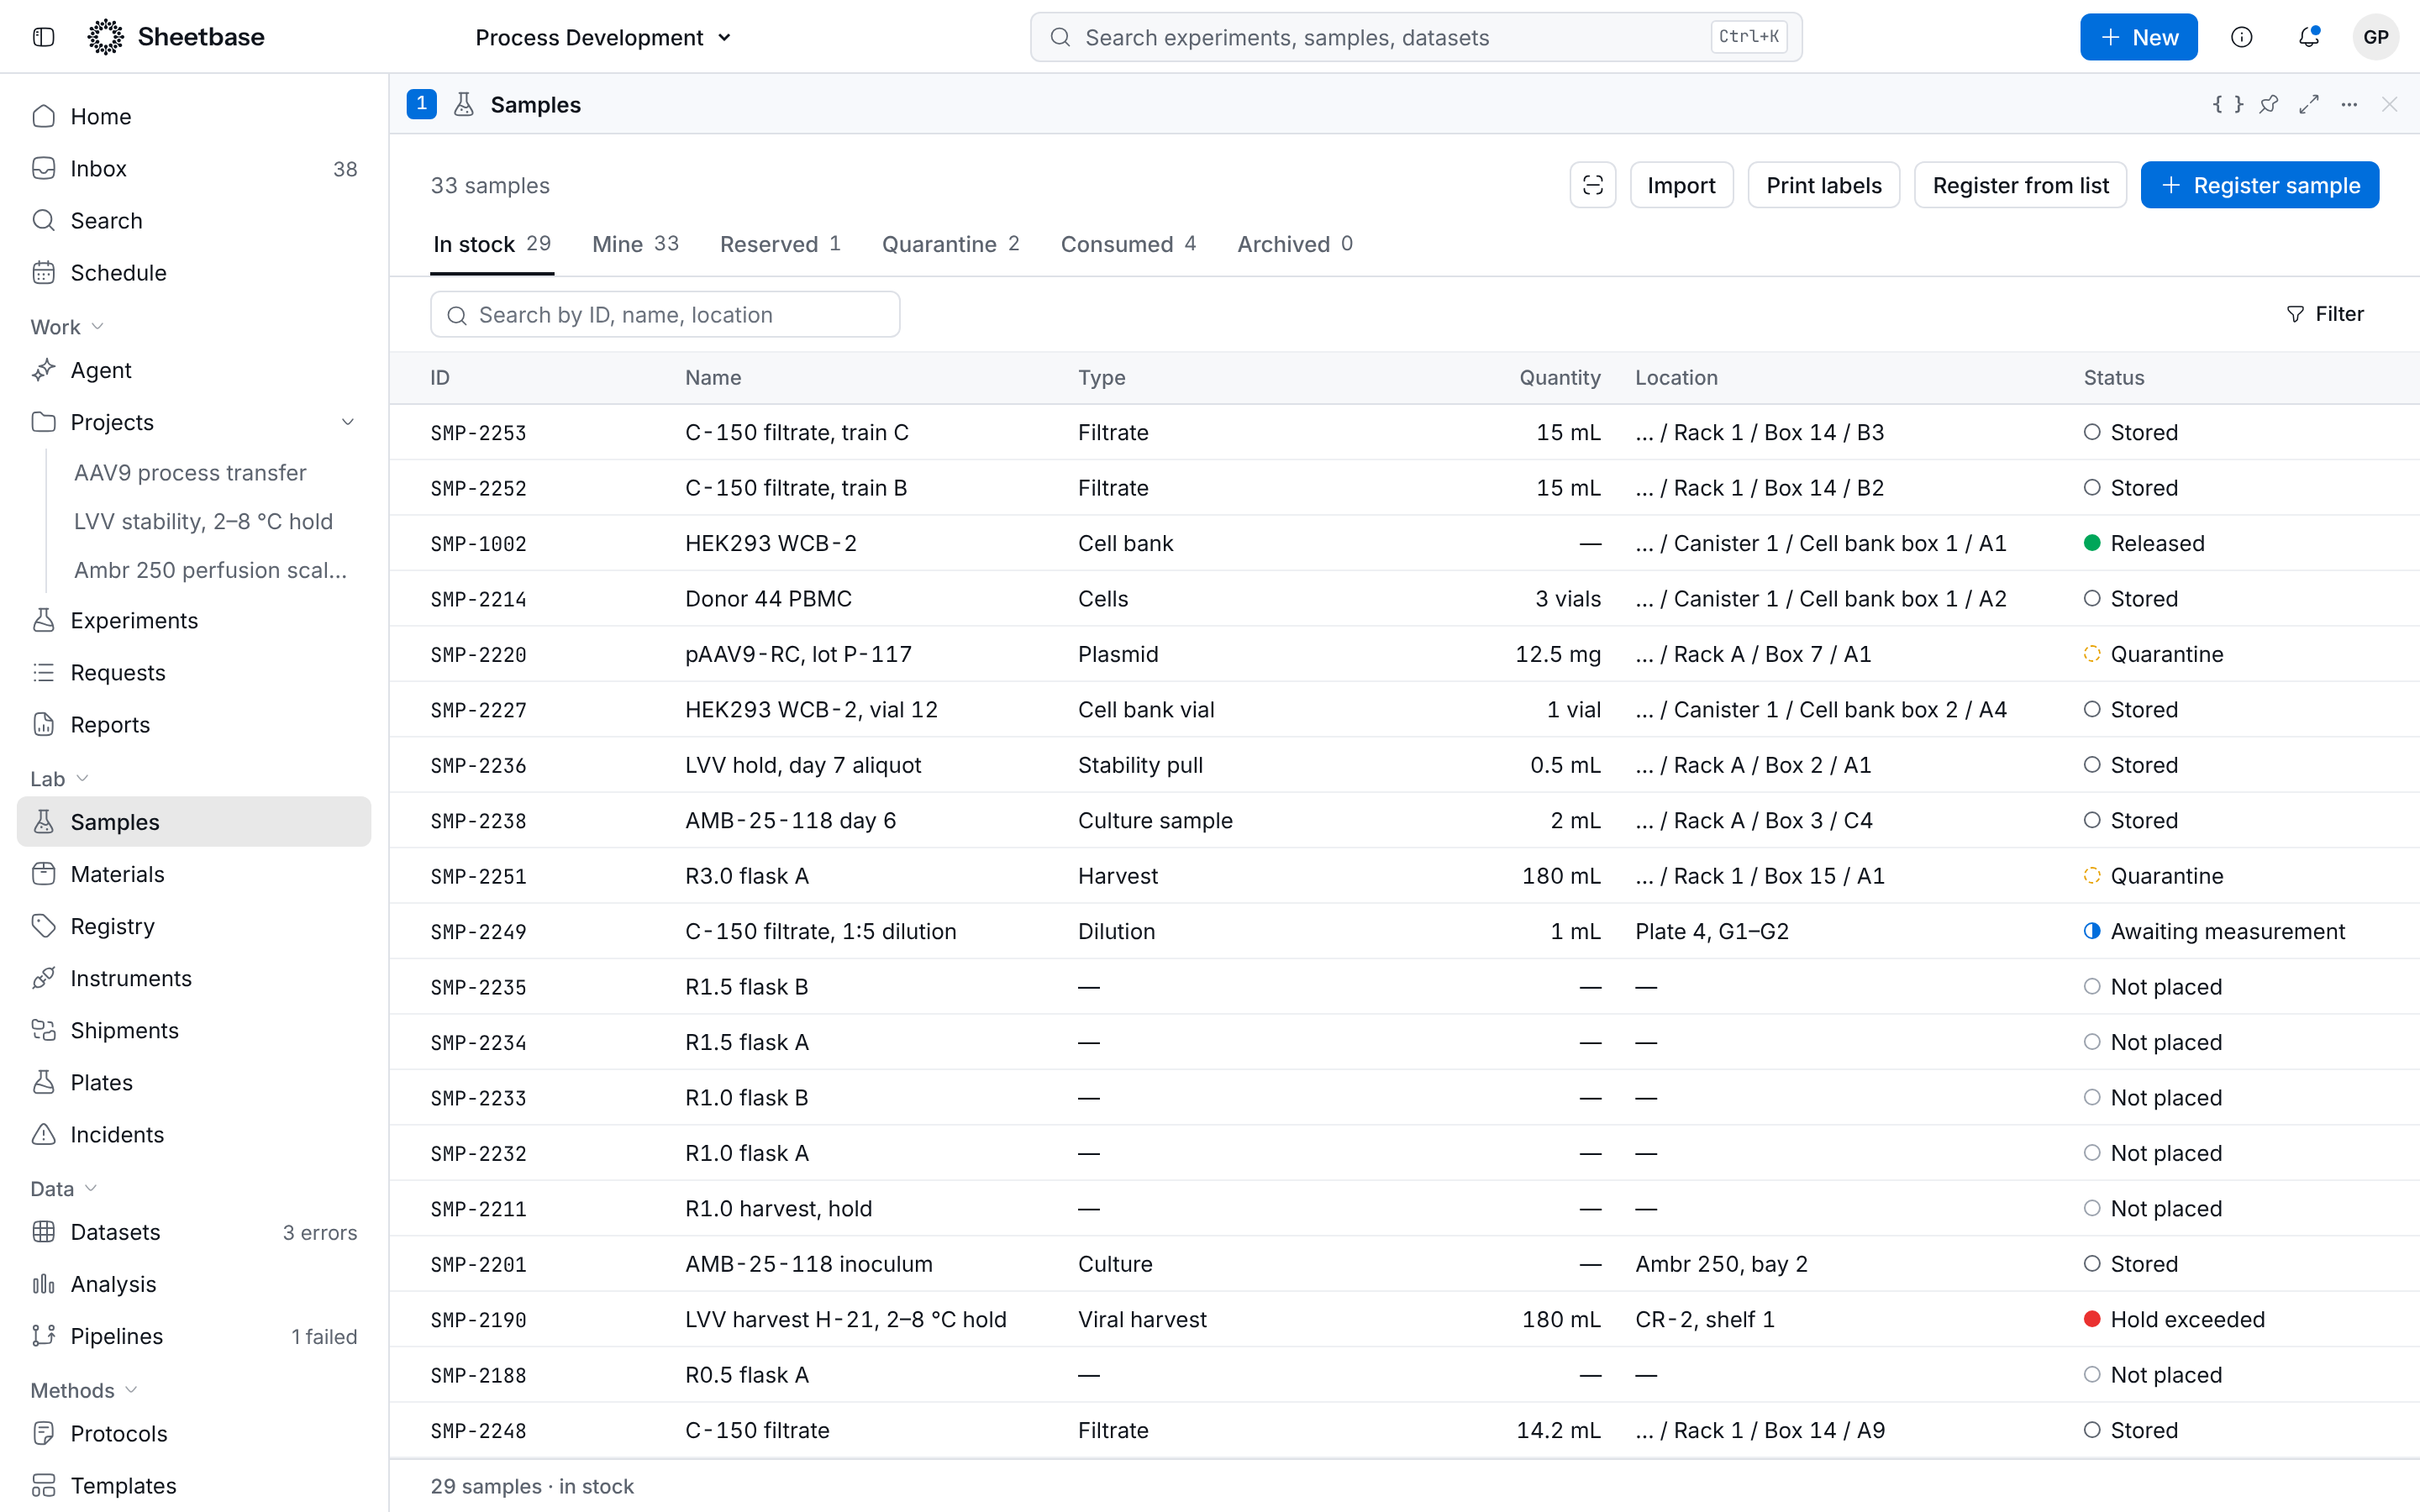 Sheetbase
Process Development
Search experiments, samples, datasets
Ctrl+K
New
GP
Home
Inbox 38
Search
Schedule
Work
Agent
Projects
AAV9 process transfer
LVV stability, 2–8 °C hold
Ambr 250 perfusion scal...
Experiments
Requests
Reports
Lab
Samples
Materials
Registry
Instruments
Shipments
Plates
Incidents
Data
Datasets 3 errors
Analysis
Pipelines 1 failed
Methods
Protocols
Templates
1 Samples
{ }
33 samples
Import
Print labels
Register from list
Register sample
In stock 29 Mine 33 Reserved 1 Quarantine 2 Consumed 4 Archived 0
Search by ID, name, location
Filter
ID Name Type Quantity Location Status
SMP-2253 C-150 filtrate, train C Filtrate 15 mL ... / Rack 1 / Box 14 / B3 Stored
SMP-2252 C-150 filtrate, train B Filtrate 15 mL ... / Rack 1 / Box 14 / B2 Stored
SMP-1002 HEK293 WCB-2 Cell bank — ... / Canister 1 / Cell bank box 1 / A1 Released
SMP-2214 Donor 44 PBMC Cells 3 vials ... / Canister 1 / Cell bank box 1 / A2 Stored
SMP-2220 pAAV9-RC, lot P-117 Plasmid 12.5 mg ... / Rack A / Box 7 / A1 Quarantine
SMP-2227 HEK293 WCB-2, vial 12 Cell bank vial 1 vial ... / Canister 1 / Cell bank box 2 / A4 Stored
SMP-2236 LVV hold, day 7 aliquot Stability pull 0.5 mL ... / Rack A / Box 2 / A1 Stored
SMP-2238 AMB-25-118 day 6 Culture sample 2 mL ... / Rack A / Box 3 / C4 Stored
SMP-2251 R3.0 flask A Harvest 180 mL ... / Rack 1 / Box 15 / A1 Quarantine
SMP-2249 C-150 filtrate, 1:5 dilution Dilution 1 mL Plate 4, G1–G2 Awaiting measurement
SMP-2235 R1.5 flask B — — — Not placed
SMP-2234 R1.5 flask A — — — Not placed
SMP-2233 R1.0 flask B — — — Not placed
SMP-2232 R1.0 flask A — — — Not placed
SMP-2211 R1.0 harvest, hold — — — Not placed
SMP-2201 AMB-25-118 inoculum Culture — Ambr 250, bay 2 Stored
SMP-2190 LVV harvest H-21, 2–8 °C hold Viral harvest 180 mL CR-2, shelf 1 Hold exceeded
SMP-2188 R0.5 flask A — — — Not placed
SMP-2248 C-150 filtrate Filtrate 14.2 mL ... / Rack 1 / Box 14 / A9 Stored
29 samples · in stock